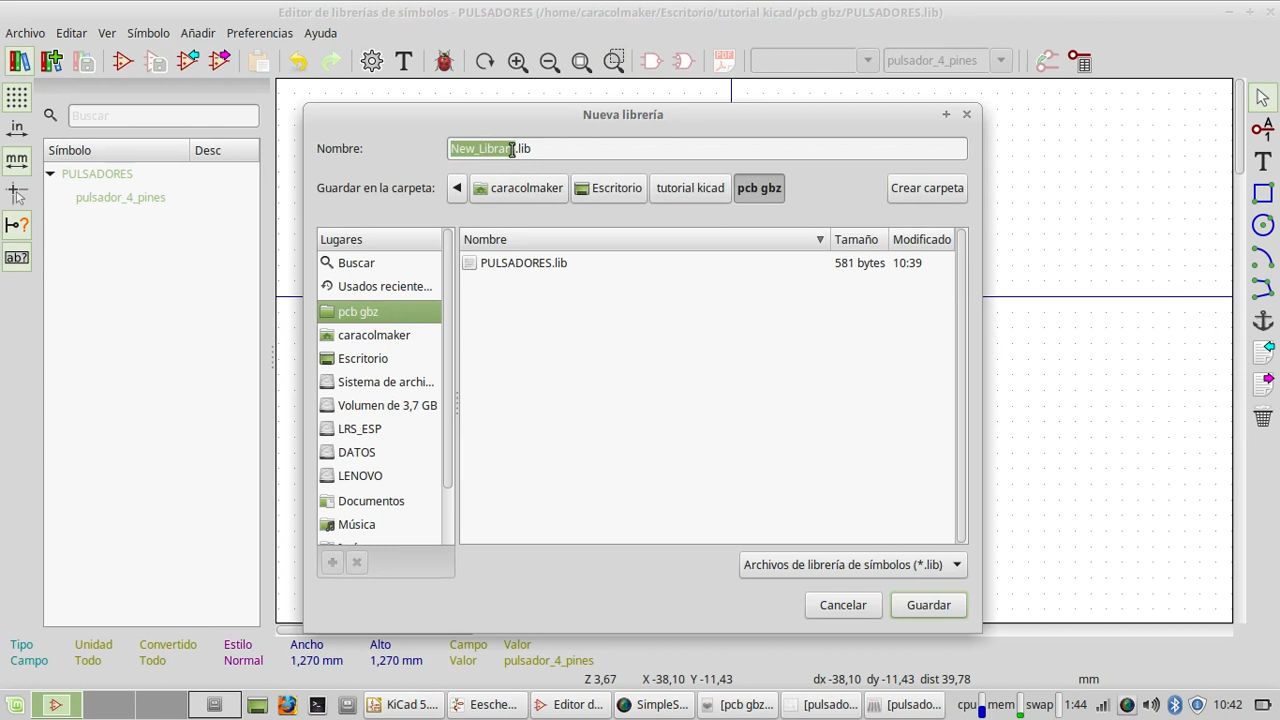 Editor de librerías de símbolos - PULSADORES (/home/caracolmaker/Escritorio/tutorial kicad/pcb gbz/PULSADORES.lib)
Archivo Editar Ver Símbolo Añadir Preferencias Ayuda
T PDF pulsador_4_pines
in
mm
ab?
Buscar
Símbolo Desc
PULSADORES
pulsador_4_pines
Nueva librería
Nombre: .lib
Guardar en la carpeta: caracolmaker Escritorio tutorial kicad pcb gbz Crear carpeta
Lugares
Buscar
Usados reciente...
pcb gbz
caracolmaker
Escritorio
Sistema de archi...
Volumen de 3,7 GB
LRS_ESP
DATOS
LENOVO
Documentos
Música
Nombre Tamaño Modificado
PULSADORES.lib 581 bytes 10:39
Archivos de librería de símbolos (*.lib)
Cancelar Guardar
A
T
Tipo Unidad Convertido Estilo Ancho Alto Campo Valor
Campo Todo Todo Normal 1,270 mm 1,270 mm Valor pulsador_4_pines
Z 3,67 X -38,10 Y -11,43 dx -38,10 dy -11,43 dist 39,78 mm
KiCad 5.... Eesche... Editor d... SimpleS... [pcb gbz... [pulsado... [pulsado... cpu mem swap 1:44 10:42